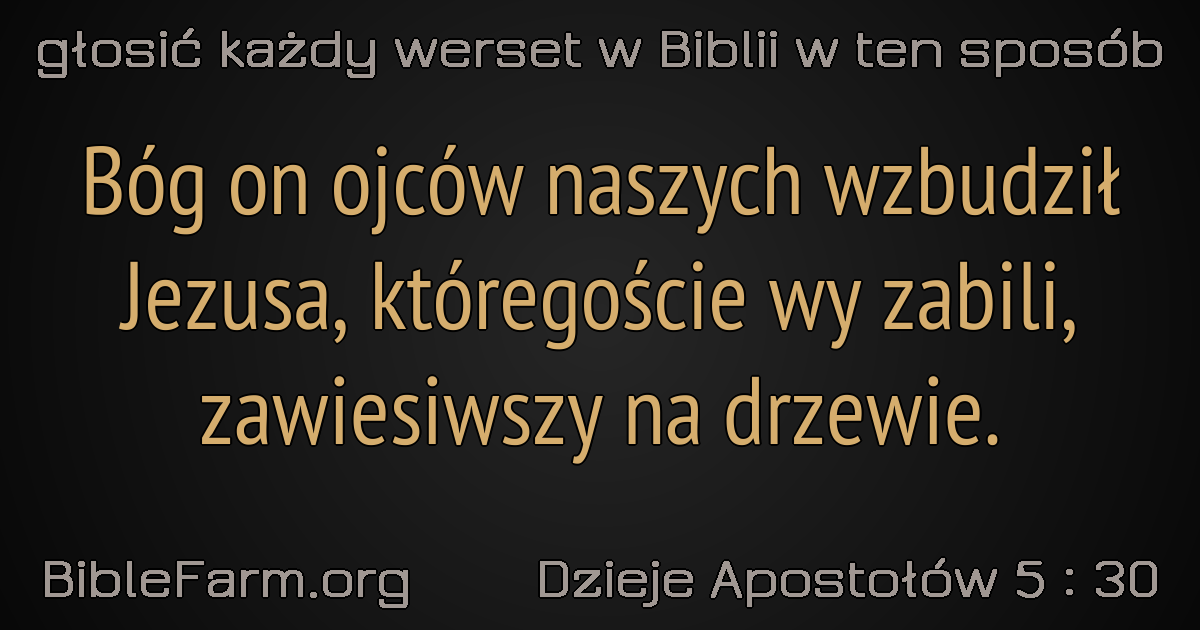 głosić każdy werset w Biblii w ten sposób
Bóg on ojców naszych wzbudził
Jezusa, któregoście wy zabili,
zawiesiwszy na drzewie.
BibleFarm.org
Dzieje Apostołów 5 : 30